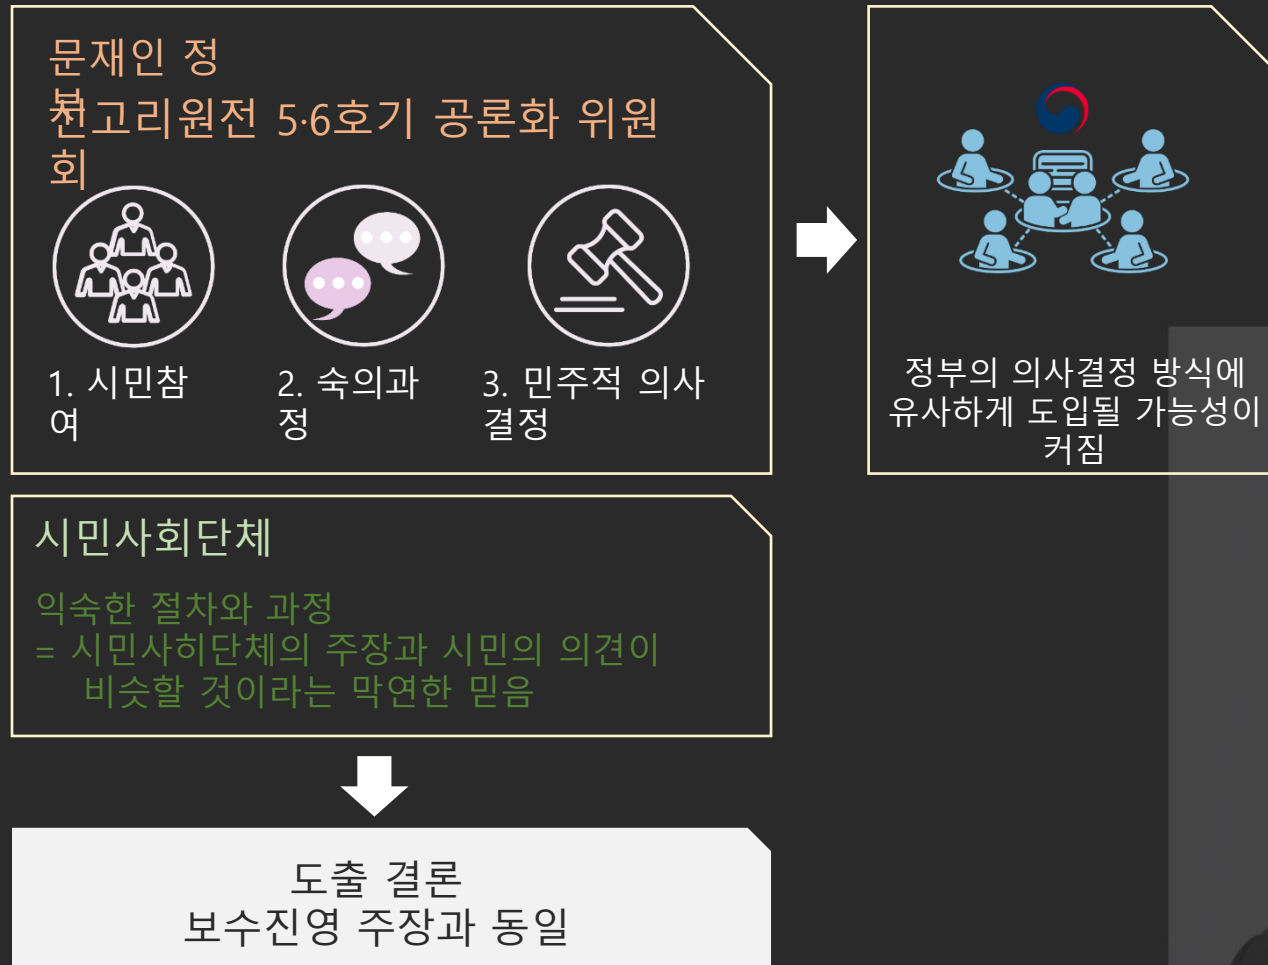 문재인 정
부
신고리원전 5·6호기 공론화 위원
회
1. 시민참
여
2. 숙의과
정
3. 민주적 의사
결정
정부의 의사결정 방식에
유사하게 도입될 가능성이
커짐
시민사회단체
익숙한 절차와 과정
= 시민사히단체의 주장과 시민의 의견이
비슷할 것이라는 막연한 믿음
도출 결론
보수진영 주장과 동일